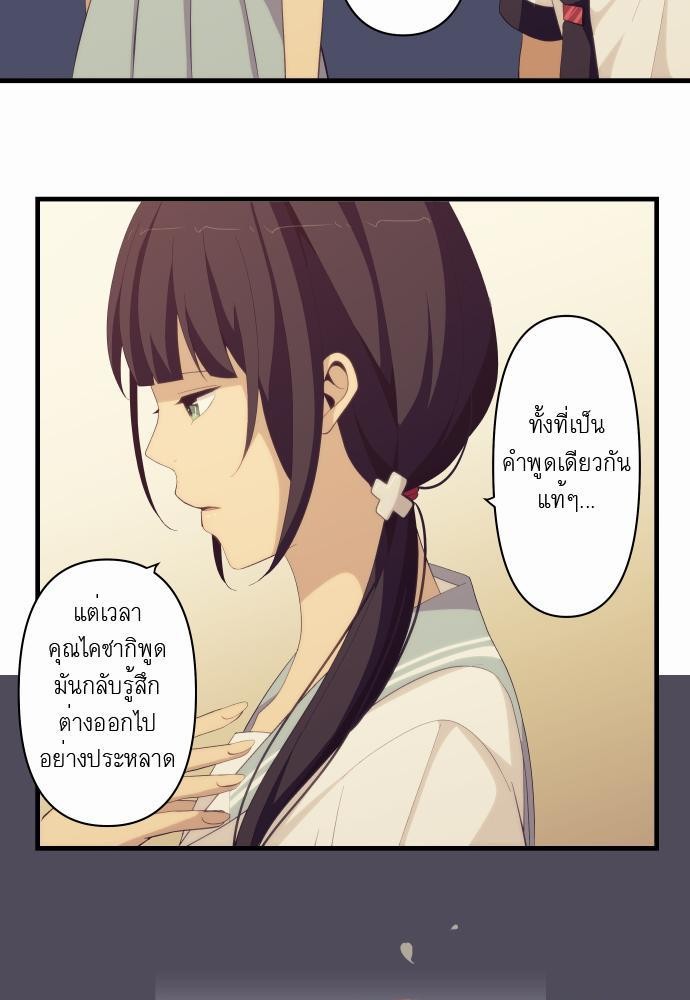 ทั้งที่เป็น
คำพูดเดียวกัน
แท้ๆ...
แต่เวลา
คุณไคซากิพูด
มันกลับรู้สึก
ต่างออกไป
อย่างประหลาด